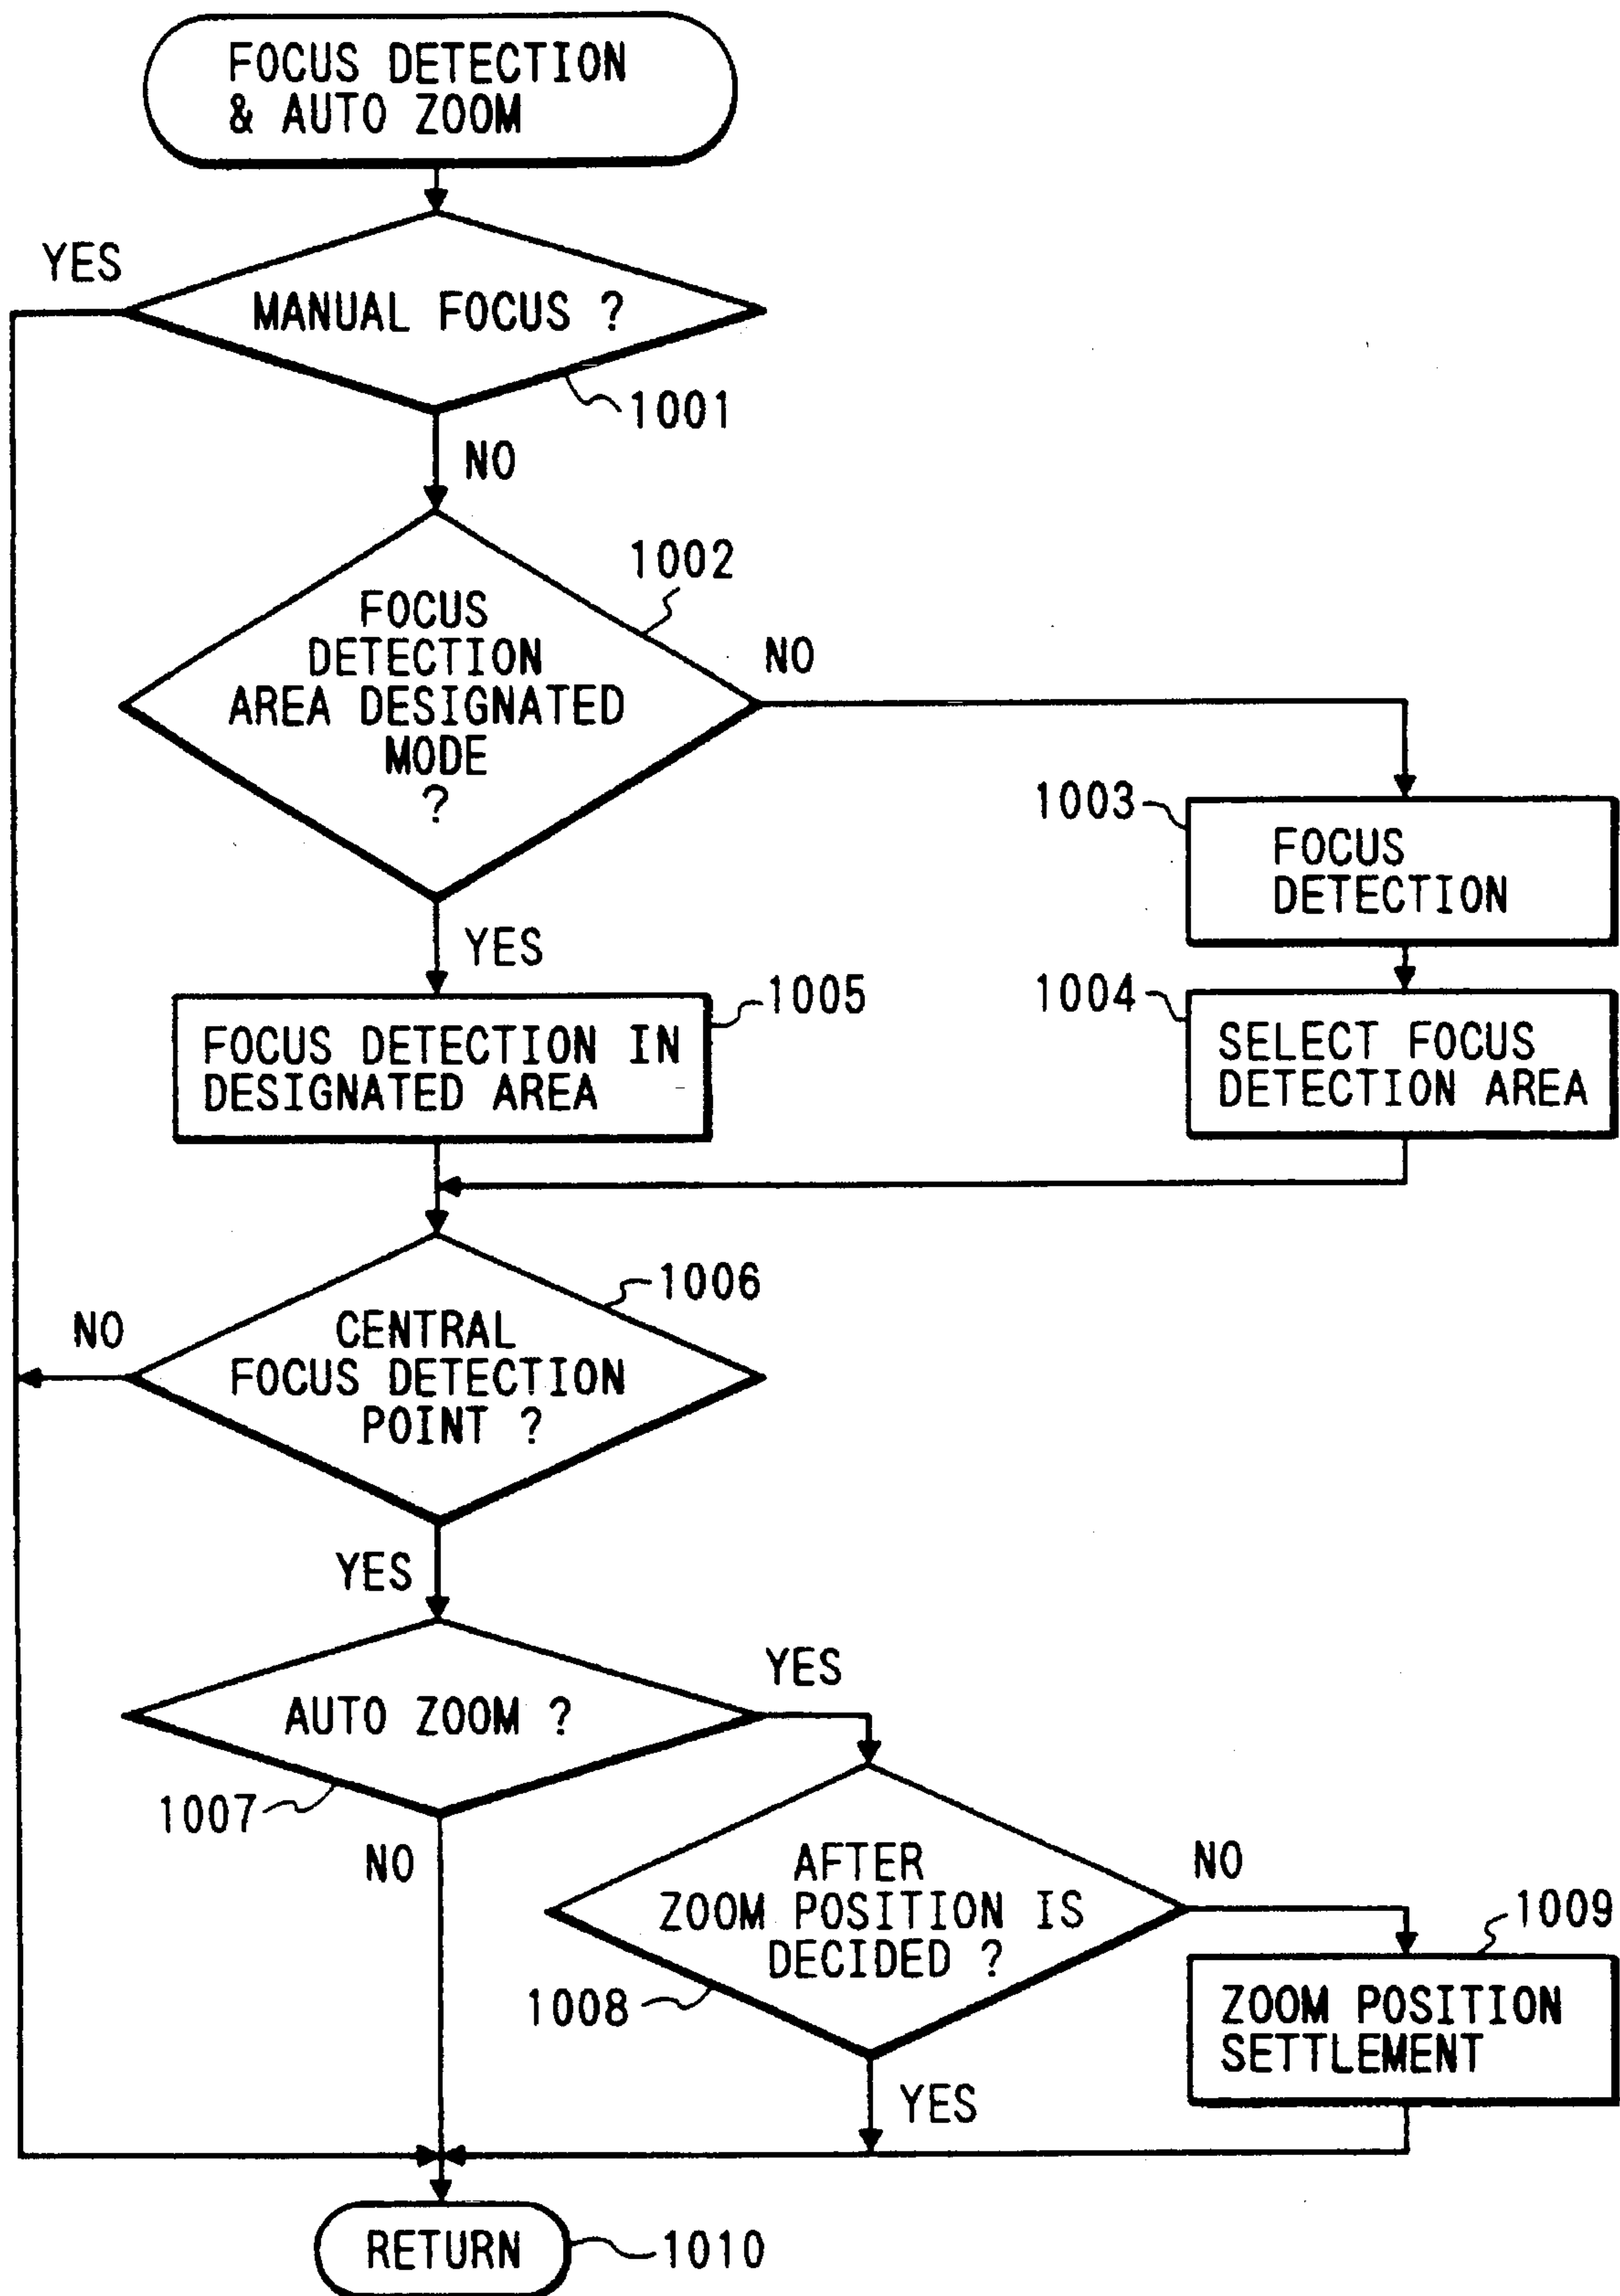 FOCUS DETECTION
& AUTO ZOOM
YES
MANUAL FOCUS ?
1001
NO
1002
FOCUS
DETECTION
AREA DESIGNATED
MODE
?
NO
1003
FOCUS
DETECTION
YES
1005
FOCUS DETECTION IN
DESIGNATED AREA
1004
SELECT FOCUS
DETECTION AREA
1006
NO
CENTRAL
FOCUS DETECTION
POINT ?
YES
YES
AUTO ZOOM ?
1007
NO
AFTER
ZOOM POSITION IS
DECIDED ?
NO
1008
1009
ZOOM POSITION
SETTLEMENT
YES
RETURN
1010